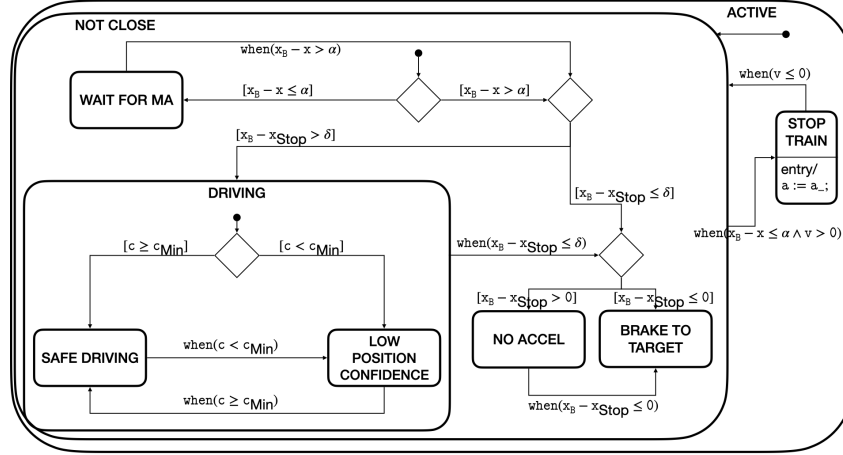 ACTIVE
NOT CLOSE
when(x_B − x > α)
when(v ≤ 0)
WAIT FOR MA
[x_B − x ≤ α]
[x_B − x > α]
STOP
TRAIN
[x_B − x_Stop > δ]
entry/
a := a_;
DRIVING
[x_B − x_Stop ≤ δ]
when(x_B − x ≤ α ∧ v > 0)
[c ≥ c_Min]
[c < c_Min]
when(x_B − x_Stop ≤ δ)
[x_B − x_Stop > 0]
[x_B − x_Stop ≤ 0]
SAFE DRIVING
when(c < c_Min)
LOW
POSITION
CONFIDENCE
NO ACCEL
BRAKE TO
TARGET
when(c ≥ c_Min)
when(x_B − x_Stop ≤ 0)